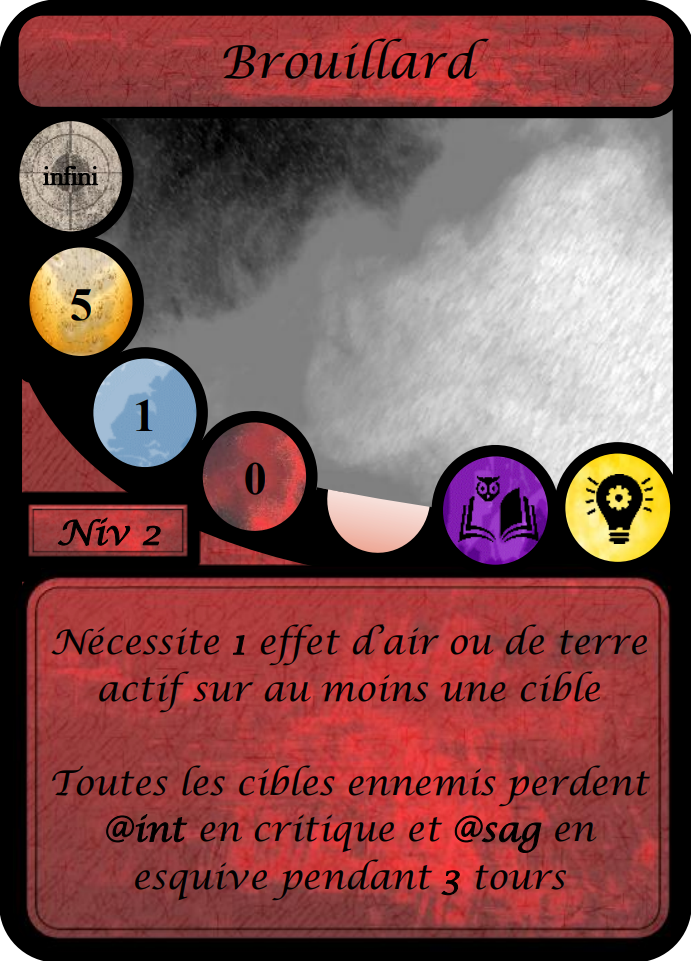 Brouillard
infini
5
1
0
Niv 2
Nécessite 1 effet d'air ou de terre
actif sur au moins une cible
Toutes les cibles ennemis perdent
@int en critique et @sag en
esquive pendant 3 tours